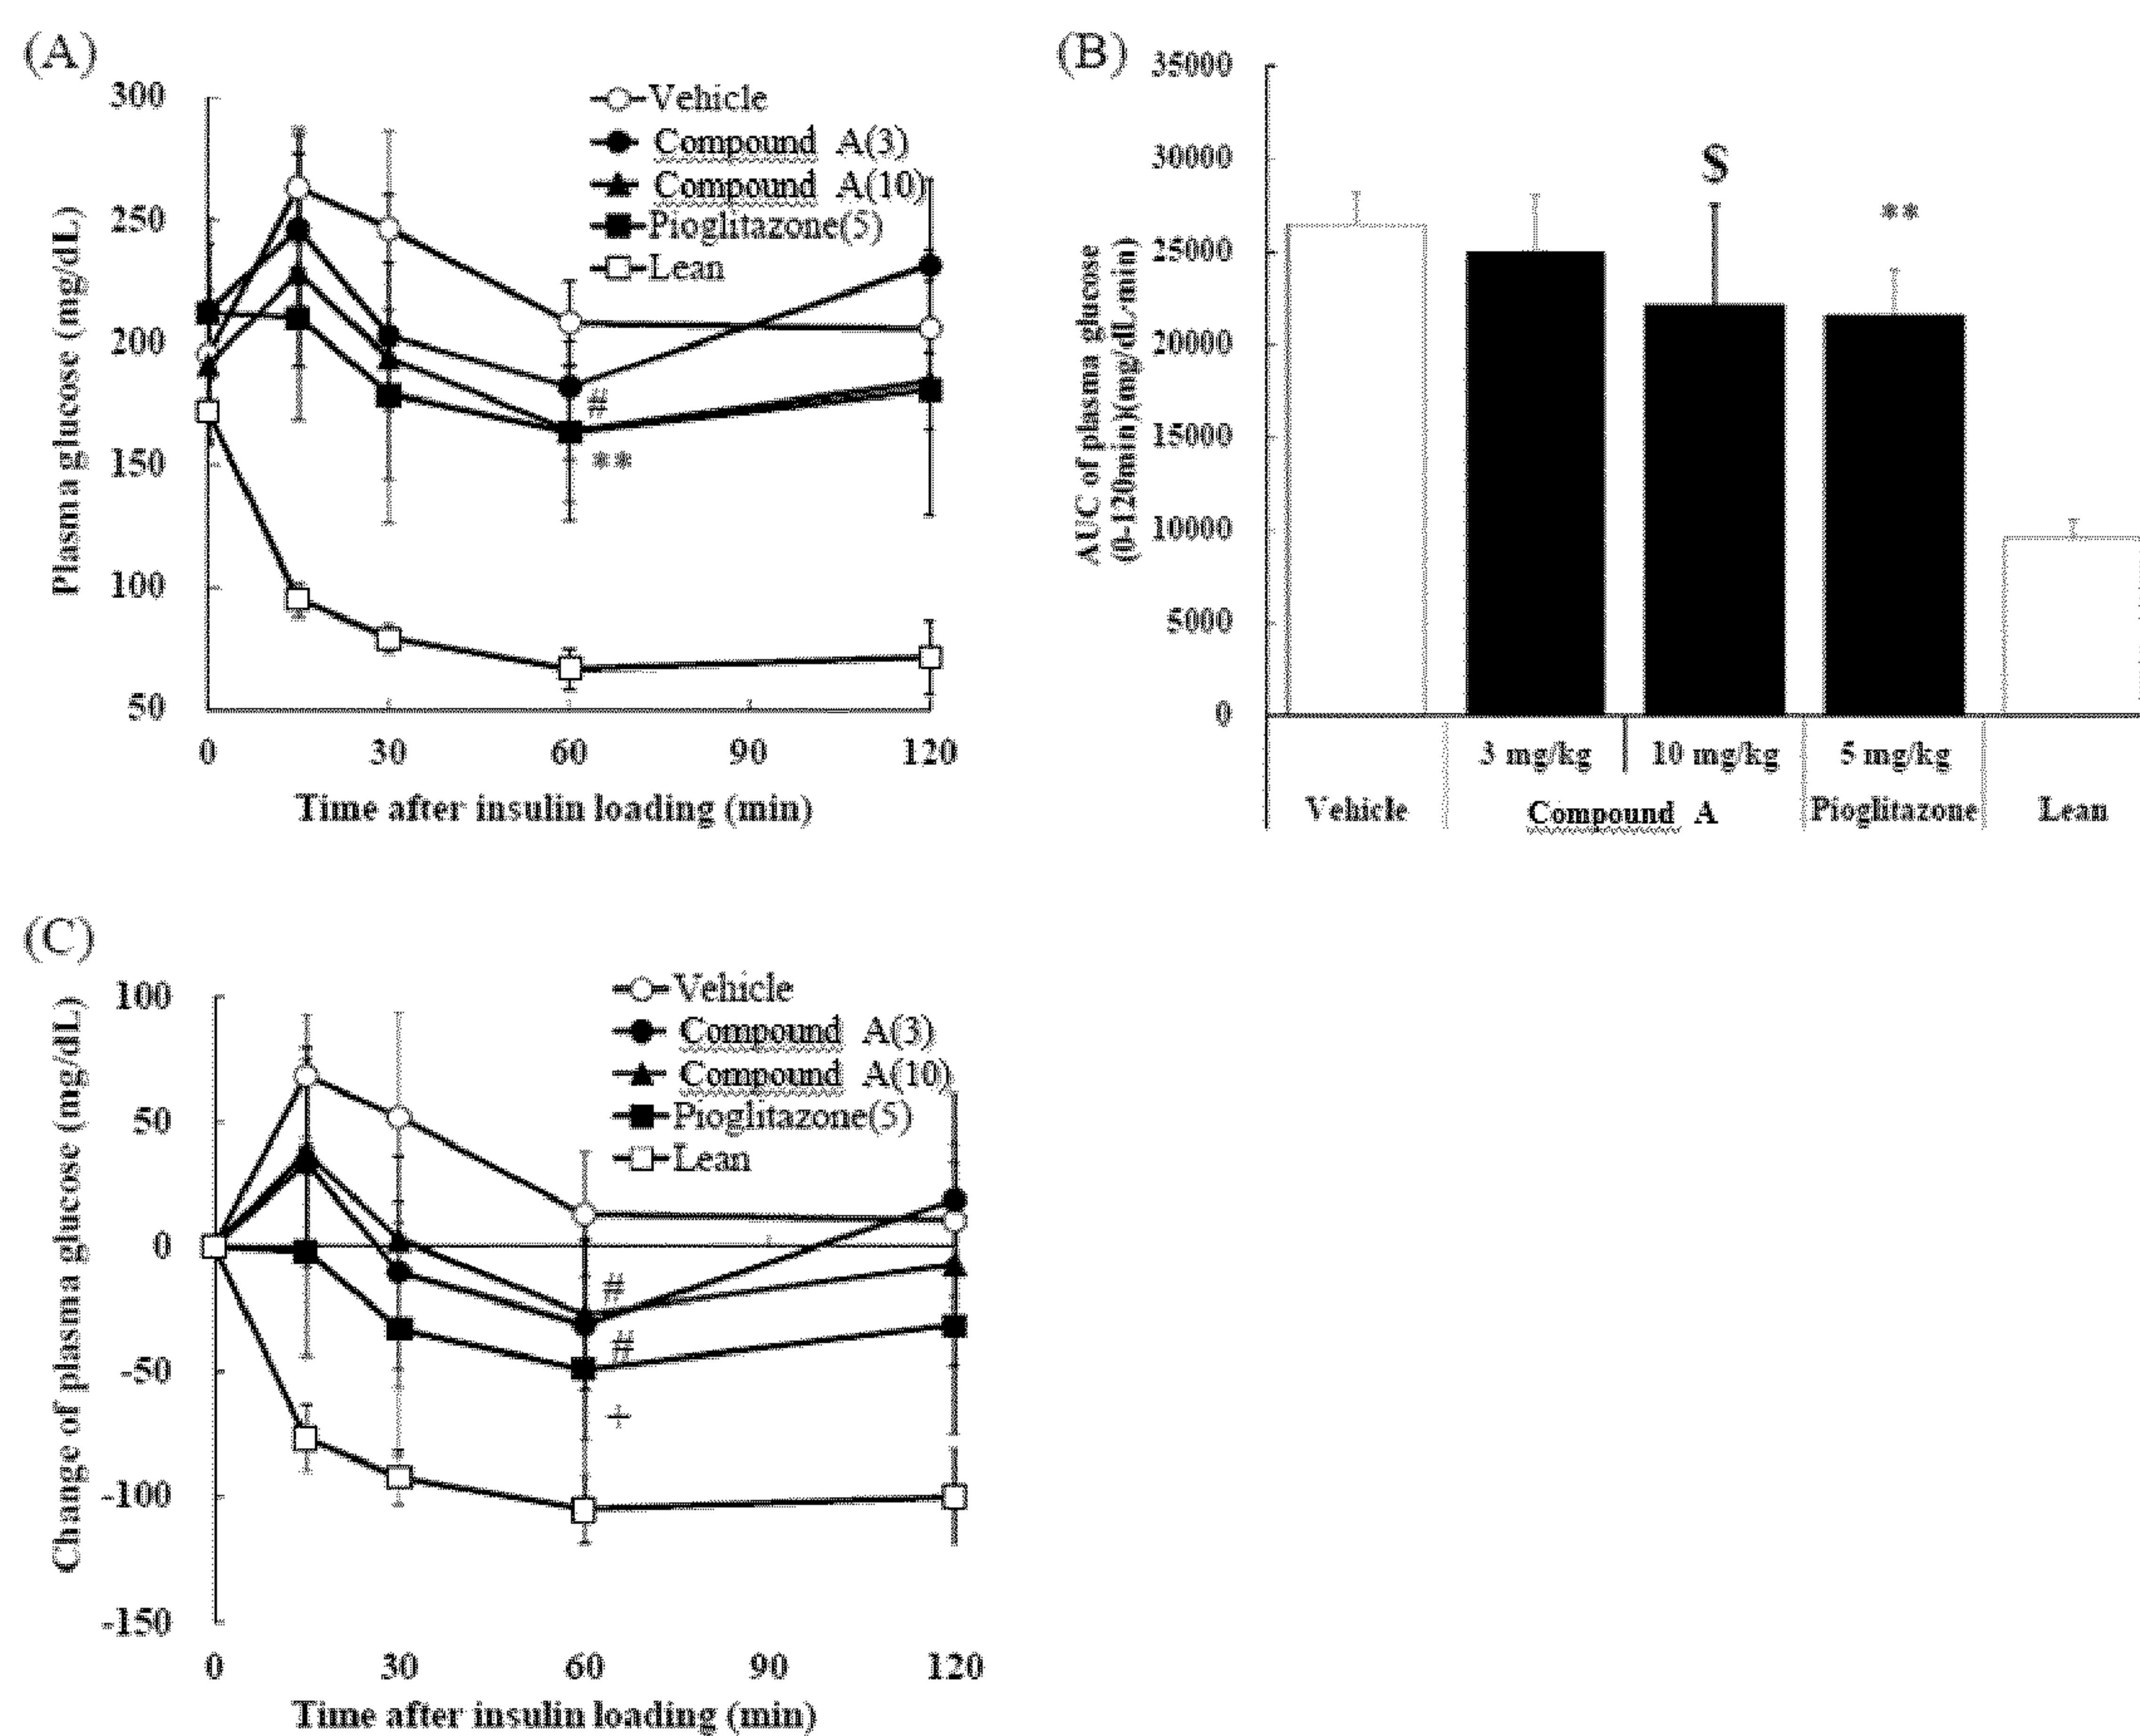 (A)
300
250
200
150
100
50
Plasma glucose (mg/dL)
Vehicle
Compound A(3)
Compound A(10)
Pioglitazone(5)
Lean
#
**
0 30 60 90 120
Time after insulin loading (min)
(B)
35000
30000
25000
20000
15000
10000
5000
0
AUC of plasma glucose
(0-120min)(mg/dL·min)
$
**
3 mg/kg 10 mg/kg 5 mg/kg
Vehicle Compound A Pioglitazone Lean
(C)
100
50
0
-50
-100
-150
Change of plasma glucose (mg/dL)
Vehicle
Compound A(3)
Compound A(10)
Pioglitazone(5)
Lean
#
#
+
0 30 60 90 120
Time after insulin loading (min)